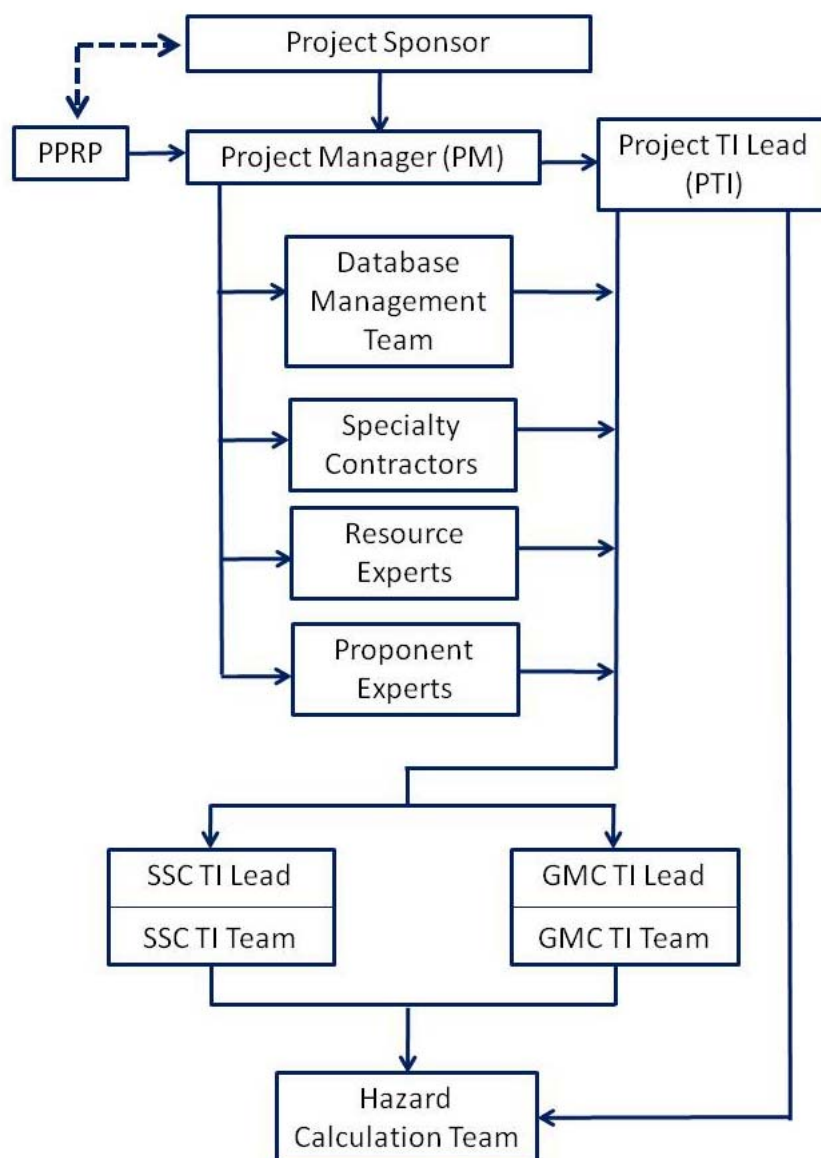 Project Sponsor
PPRP
Project Manager (PM)
Project TI Lead
(PTI)
Database
Management
Team
Specialty
Contractors
Resource
Experts
Proponent
Experts
SSC TI Lead
SSC TI Team
GMC TI Lead
GMC TI Team
Hazard
Calculation Team